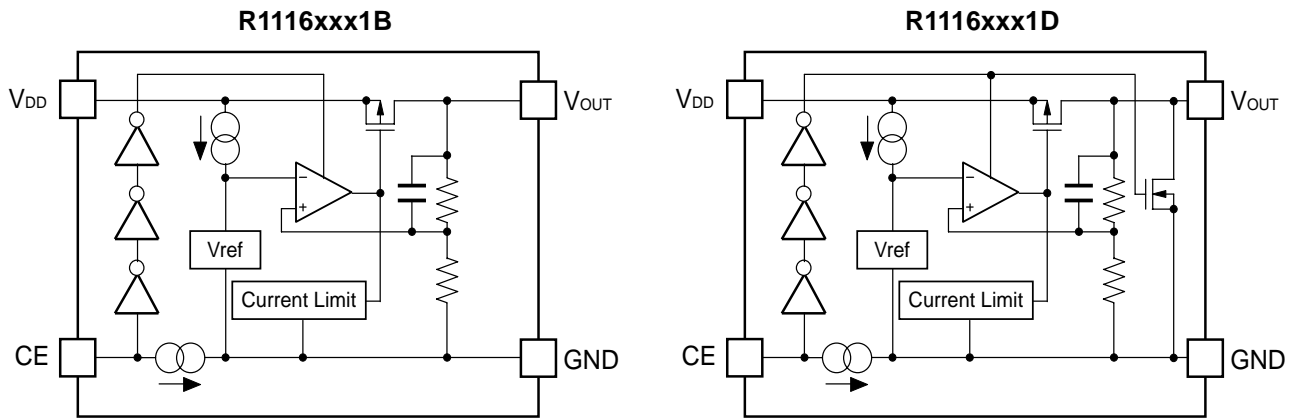 R1116xxx1B
VDD
VOUT
−
+
Vref
Current Limit
CE
GND
R1116xxx1D
VDD
VOUT
−
+
Vref
Current Limit
CE
GND